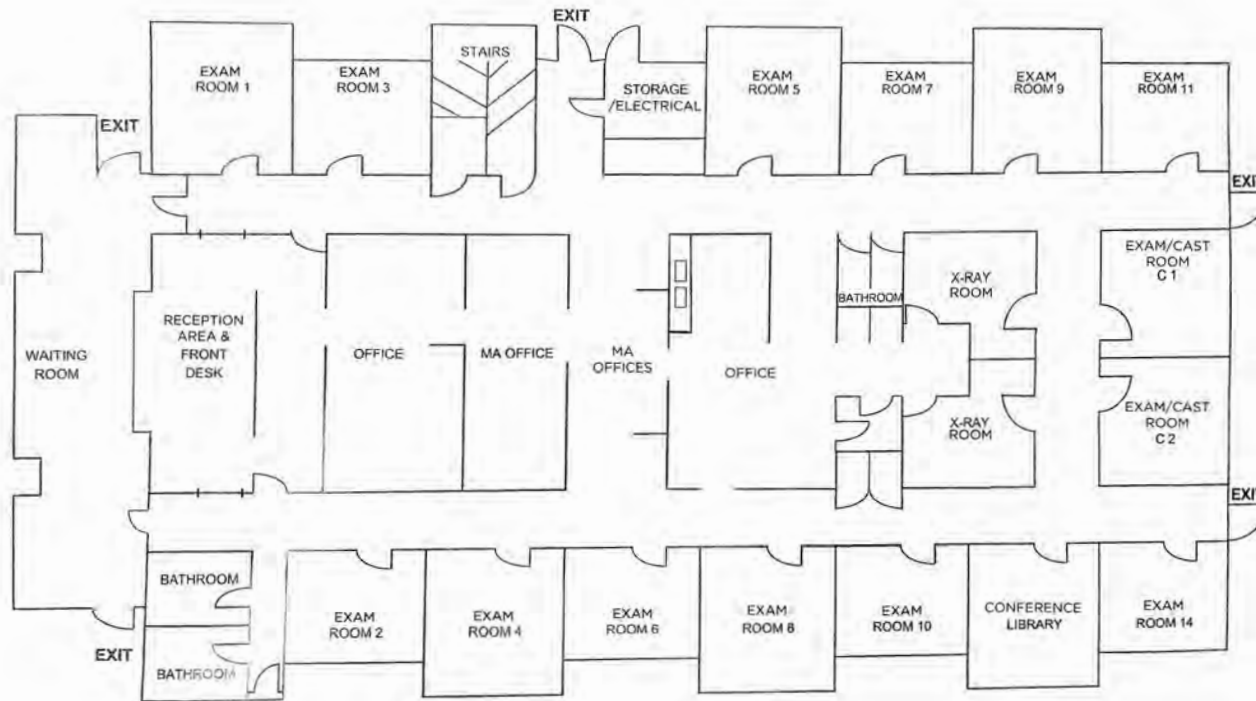 EXIT
STAIRS
EXAM
ROOM 1
EXAM
ROOM 3
STORAGE
/ELECTRICAL
EXAM
ROOM 5
EXAM
ROOM 7
EXAM
ROOM 9
EXAM
ROOM 11
EXIT
EXIT
WAITING
ROOM
RECEPTION
AREA &
FRONT
DESK
OFFICE
MA OFFICE
MA
OFFICES
OFFICE
BATHROOM
X-RAY
ROOM
EXAM/CAST
ROOM
C 1
X-RAY
ROOM
EXAM/CAST
ROOM
C 2
EXIT
BATHROOM
EXAM
ROOM 2
EXAM
ROOM 4
EXAM
ROOM 6
EXAM
ROOM 8
EXAM
ROOM 10
CONFERENCE
LIBRARY
EXAM
ROOM 14
EXIT
BATHROOM